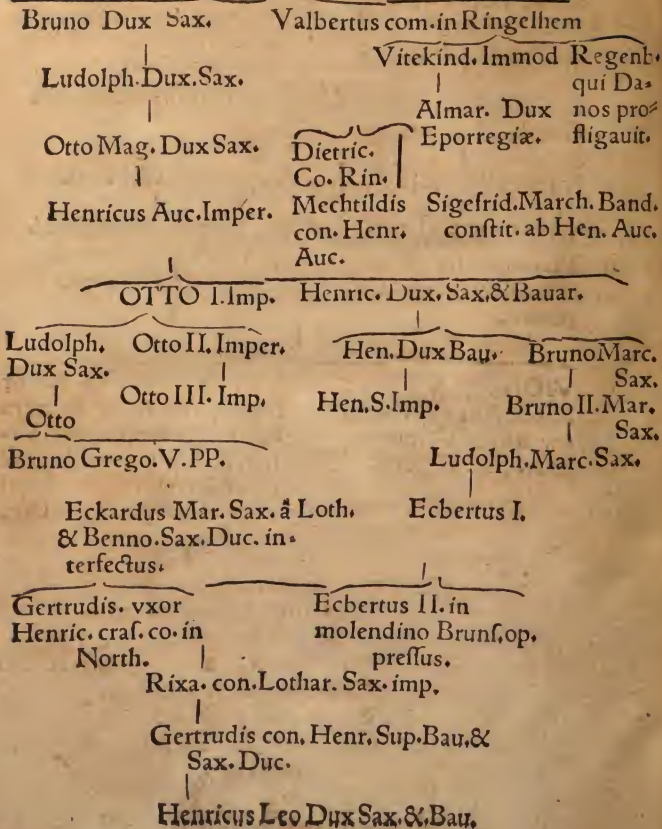 Bruno Dux Sax. Valbertus com. in Ringelhem
Vitekind. Immod Regenb.
Ludolph. Dux. Sax. qui Da-
Almar. Dux nos pro-
Otto Mag. Dux Sax. Dietric. Eporregiæ. fligauit.
Co. Rin.
Henricus Auc. Imper. Mechtildis Sigefrid. March. Band.
con. Henr. constit. ab Hen. Auc.
Auc.
OTTO I. Imp. Henric. Dux. Sax. & Bauar.
Ludolph. Otto II. Imper. Hen. Dux Bau. Bruno Marc.
Dux Sax. Sax.
Otto III. Imp. Hen. S. Imp. Bruno II. Mar.
Otto Sax.
Bruno Grego. V. PP. Ludolph. Marc. Sax.
Eckardus Mar. Sax. â Loth. Ecbertus I.
& Benno. Sax. Duc. in-
terfectus.
Gertrudis. vxor Ecbertus II. in
Henric. craſ. co. in molendino Brunſ. op.
North. preſſus.
Rixa. con. Lothar. Sax. imp.
Gertrudis con. Henr. Sup. Bau. &
Sax. Duc.
Henricus Leo Dux Sax. &. Bau.